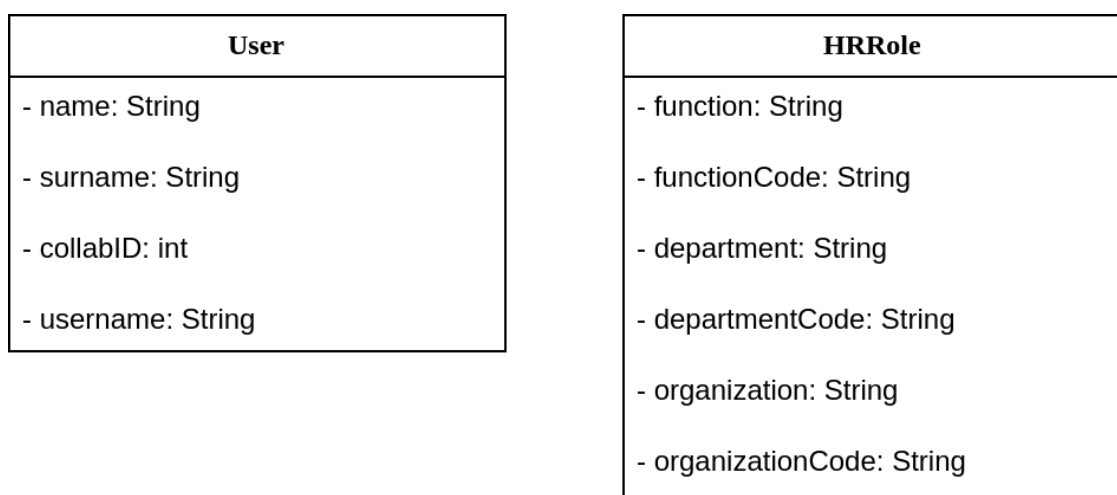 User
- name: String
- surname: String
- collabID: int
- username: String
HRRole
- function: String
- functionCode: String
- department: String
- departmentCode: String
- organization: String
- organizationCode: String